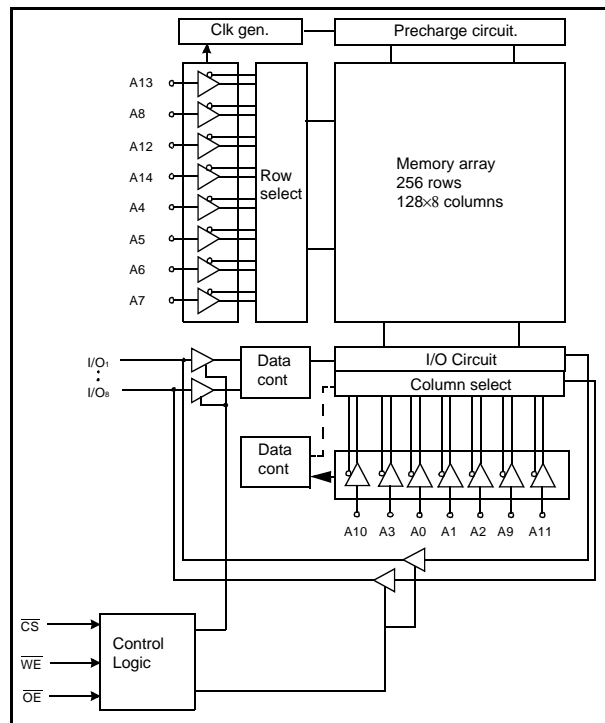 Clk gen.
Precharge circuit.
A13
A8
A12
A14
A4
A5
A6
A7
Row
select
Memory array
256 rows
128×8 columns
I/O₁
I/O₈
Data
cont
I/O Circuit
Column select
Data
cont
A10 A3 A0 A1 A2 A9 A11
CS
WE
OE
Control
Logic